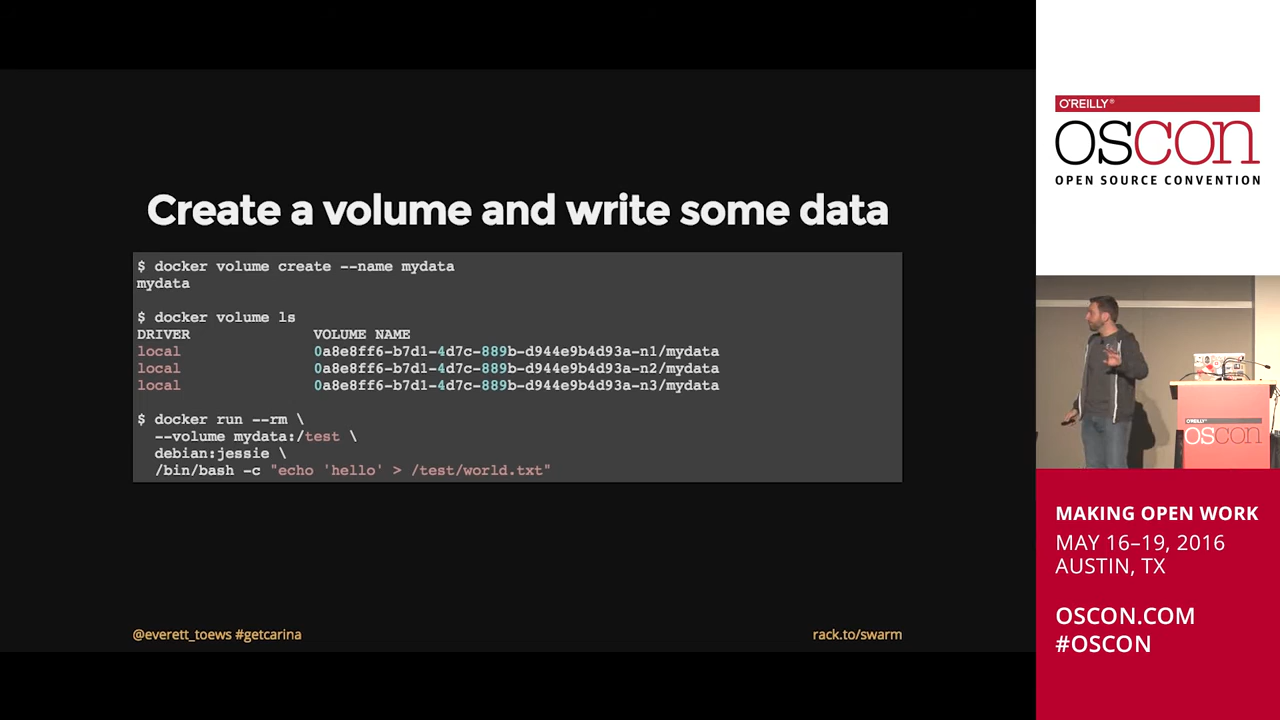 Create a volume and write some data
$ docker volume create --name mydata
mydata
$ docker volume ls
DRIVER VOLUME NAME
local 0a8e8ff6-b7d1-4d7c-889b-d944e9b4d93a-n1/mydata
local 0a8e8ff6-b7d1-4d7c-889b-d944e9b4d93a-n2/mydata
local 0a8e8ff6-b7d1-4d7c-889b-d944e9b4d93a-n3/mydata
$ docker run --rm \
--volume mydata:/test \
debian:jessie \
/bin/bash -c "echo 'hello' > /test/world.txt"
@everett_toews #getcarina
rack.to/swarm
O'REILLY®
OSCON
OPEN SOURCE CONVENTION
O'REILLY
OSCON
MAKING OPEN WORK
MAY 16–19, 2016
AUSTIN, TX
OSCON.COM
#OSCON